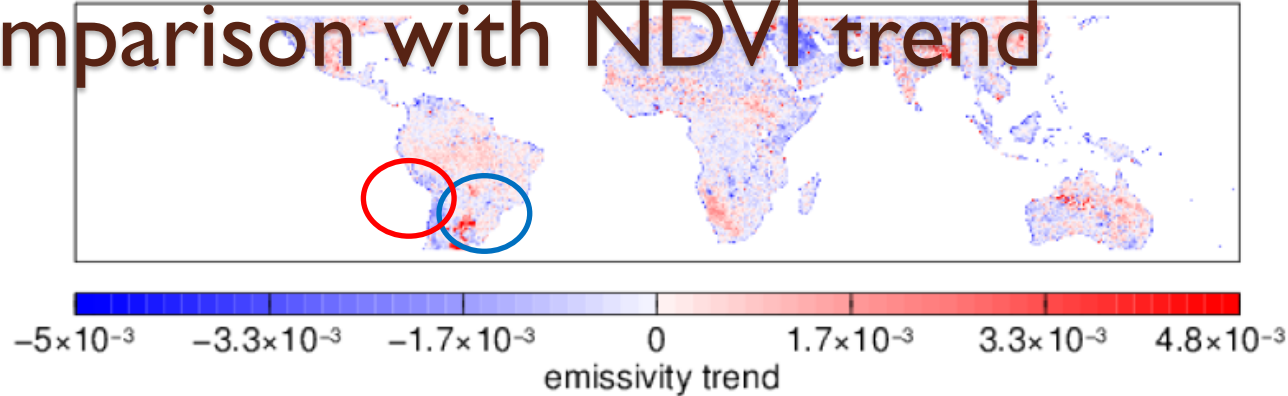 mparison with NDVI trend
−5×10⁻³ −3.3×10⁻³ −1.7×10⁻³ 0 1.7×10⁻³ 3.3×10⁻³ 4.8×10⁻³
emissivity trend